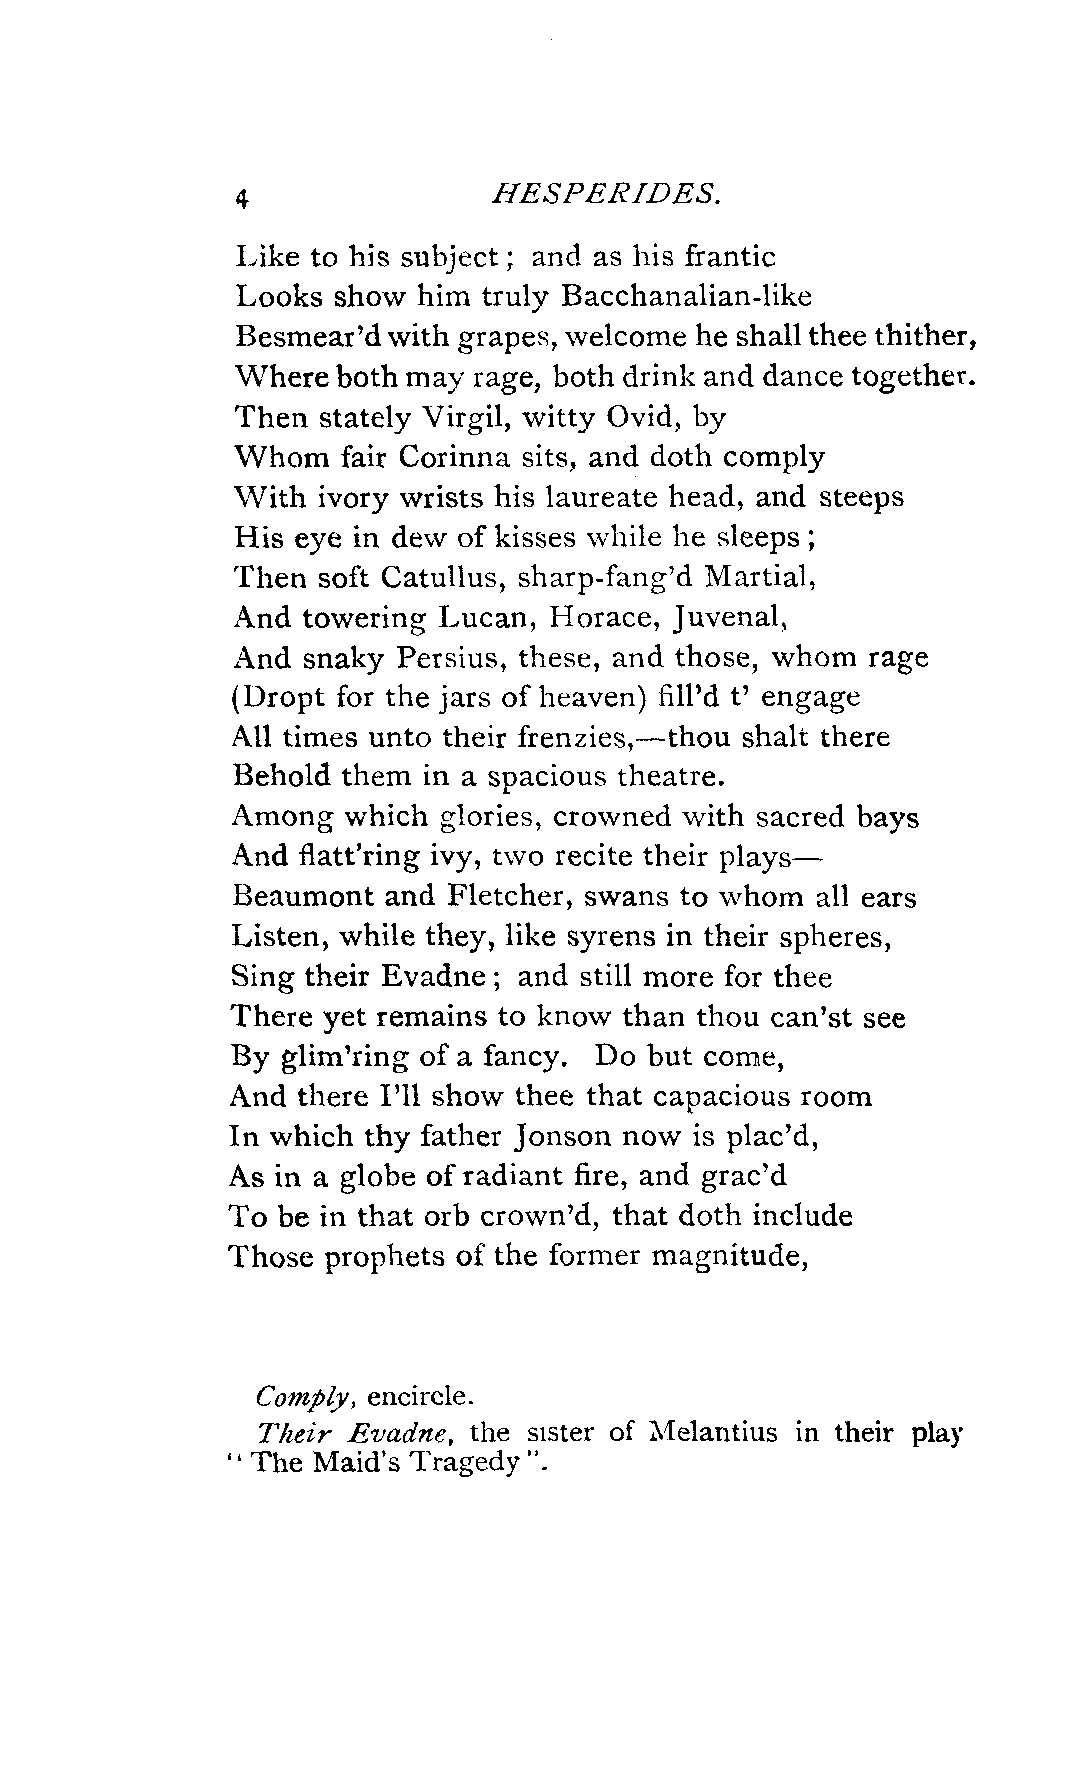 4 HESPERIDES.
Like to his subject ; and as his frantic
Looks show him truly Bacchanalian-like
Besmear'd with grapes, welcome he shall thee thither,
Where both may rage, both drink and dance together.
Then stately Virgil, witty Ovid, by
Whom fair Corinna sits, and doth comply
With ivory wrists his laureate head, and steeps
His eye in dew of kisses while he sleeps ;
Then soft Catullus, sharp-fang'd Martial,
And towering Lucan, Horace, Juvenal,
And snaky Persius, these, and those, whom rage
(Dropt for the jars of heaven) fill'd t' engage
All times unto their frenzies,—thou shalt there
Behold them in a spacious theatre.
Among which glories, crowned with sacred bays
And flatt'ring ivy, two recite their plays—
Beaumont and Fletcher, swans to whom all ears
Listen, while they, like syrens in their spheres,
Sing their Evadne ; and still more for thee
There yet remains to know than thou can'st see
By glim'ring of a fancy. Do but come,
And there I'll show thee that capacious room
In which thy father Jonson now is plac'd,
As in a globe of radiant fire, and grac'd
To be in that orb crown'd, that doth include
Those prophets of the former magnitude,
Comply, encircle.
Their Evadne, the sister of Melantius in their play
" The Maid's Tragedy ".